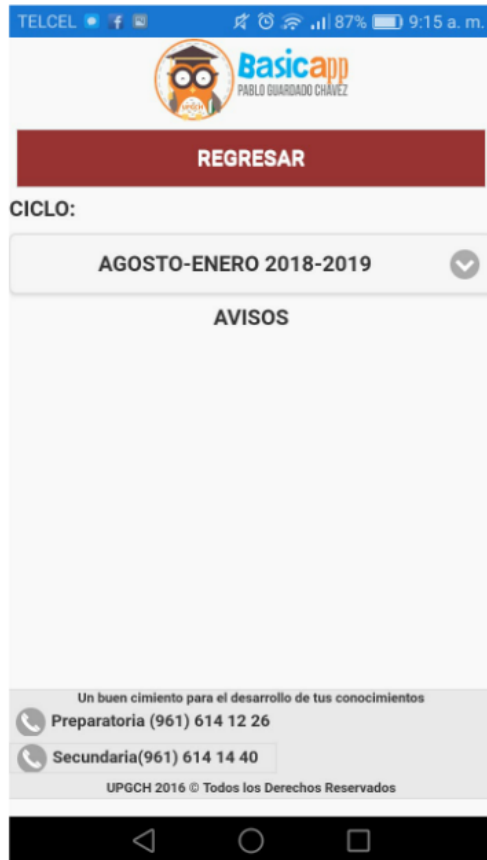 TELCEL 87% 9:15 a. m.
Basicapp
PABLO GUARDADO CHÁVEZ
UPGCH
REGRESAR
CICLO:
AGOSTO-ENERO 2018-2019
AVISOS
Un buen cimiento para el desarrollo de tus conocimientos
Preparatoria (961) 614 12 26
Secundaria(961) 614 14 40
UPGCH 2016 © Todos los Derechos Reservados